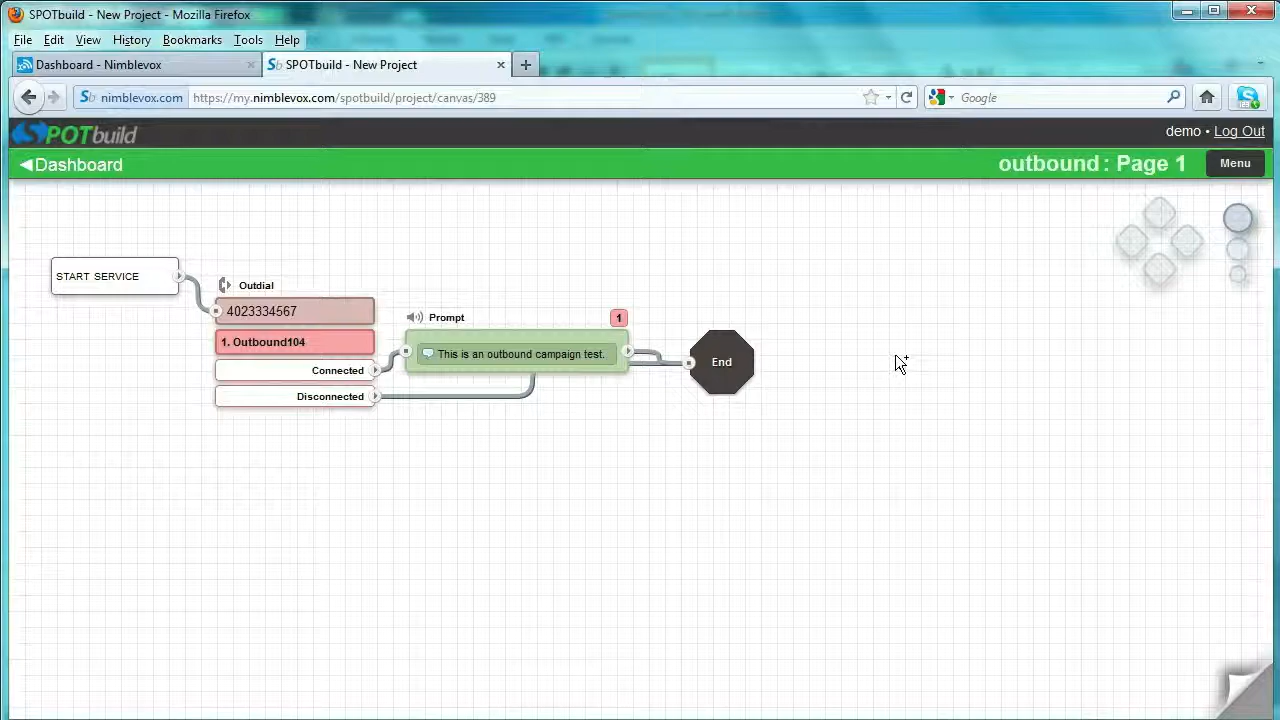 SPOTbuild - New Project - Mozilla Firefox
File Edit View History Bookmarks Tools Help
Dashboard - Nimblevox
Sb SPOTbuild - New Project
Sb nimblevox.com https://my.nimblevox.com/spotbuild/project/canvas/389
Google
SPOTbuild
demo • Log Out
◀Dashboard
outbound : Page 1
Menu
START SERVICE
Outdial
4023334567
1. Outbound104
Connected
Disconnected
Prompt
1
This is an outbound campaign test.
End